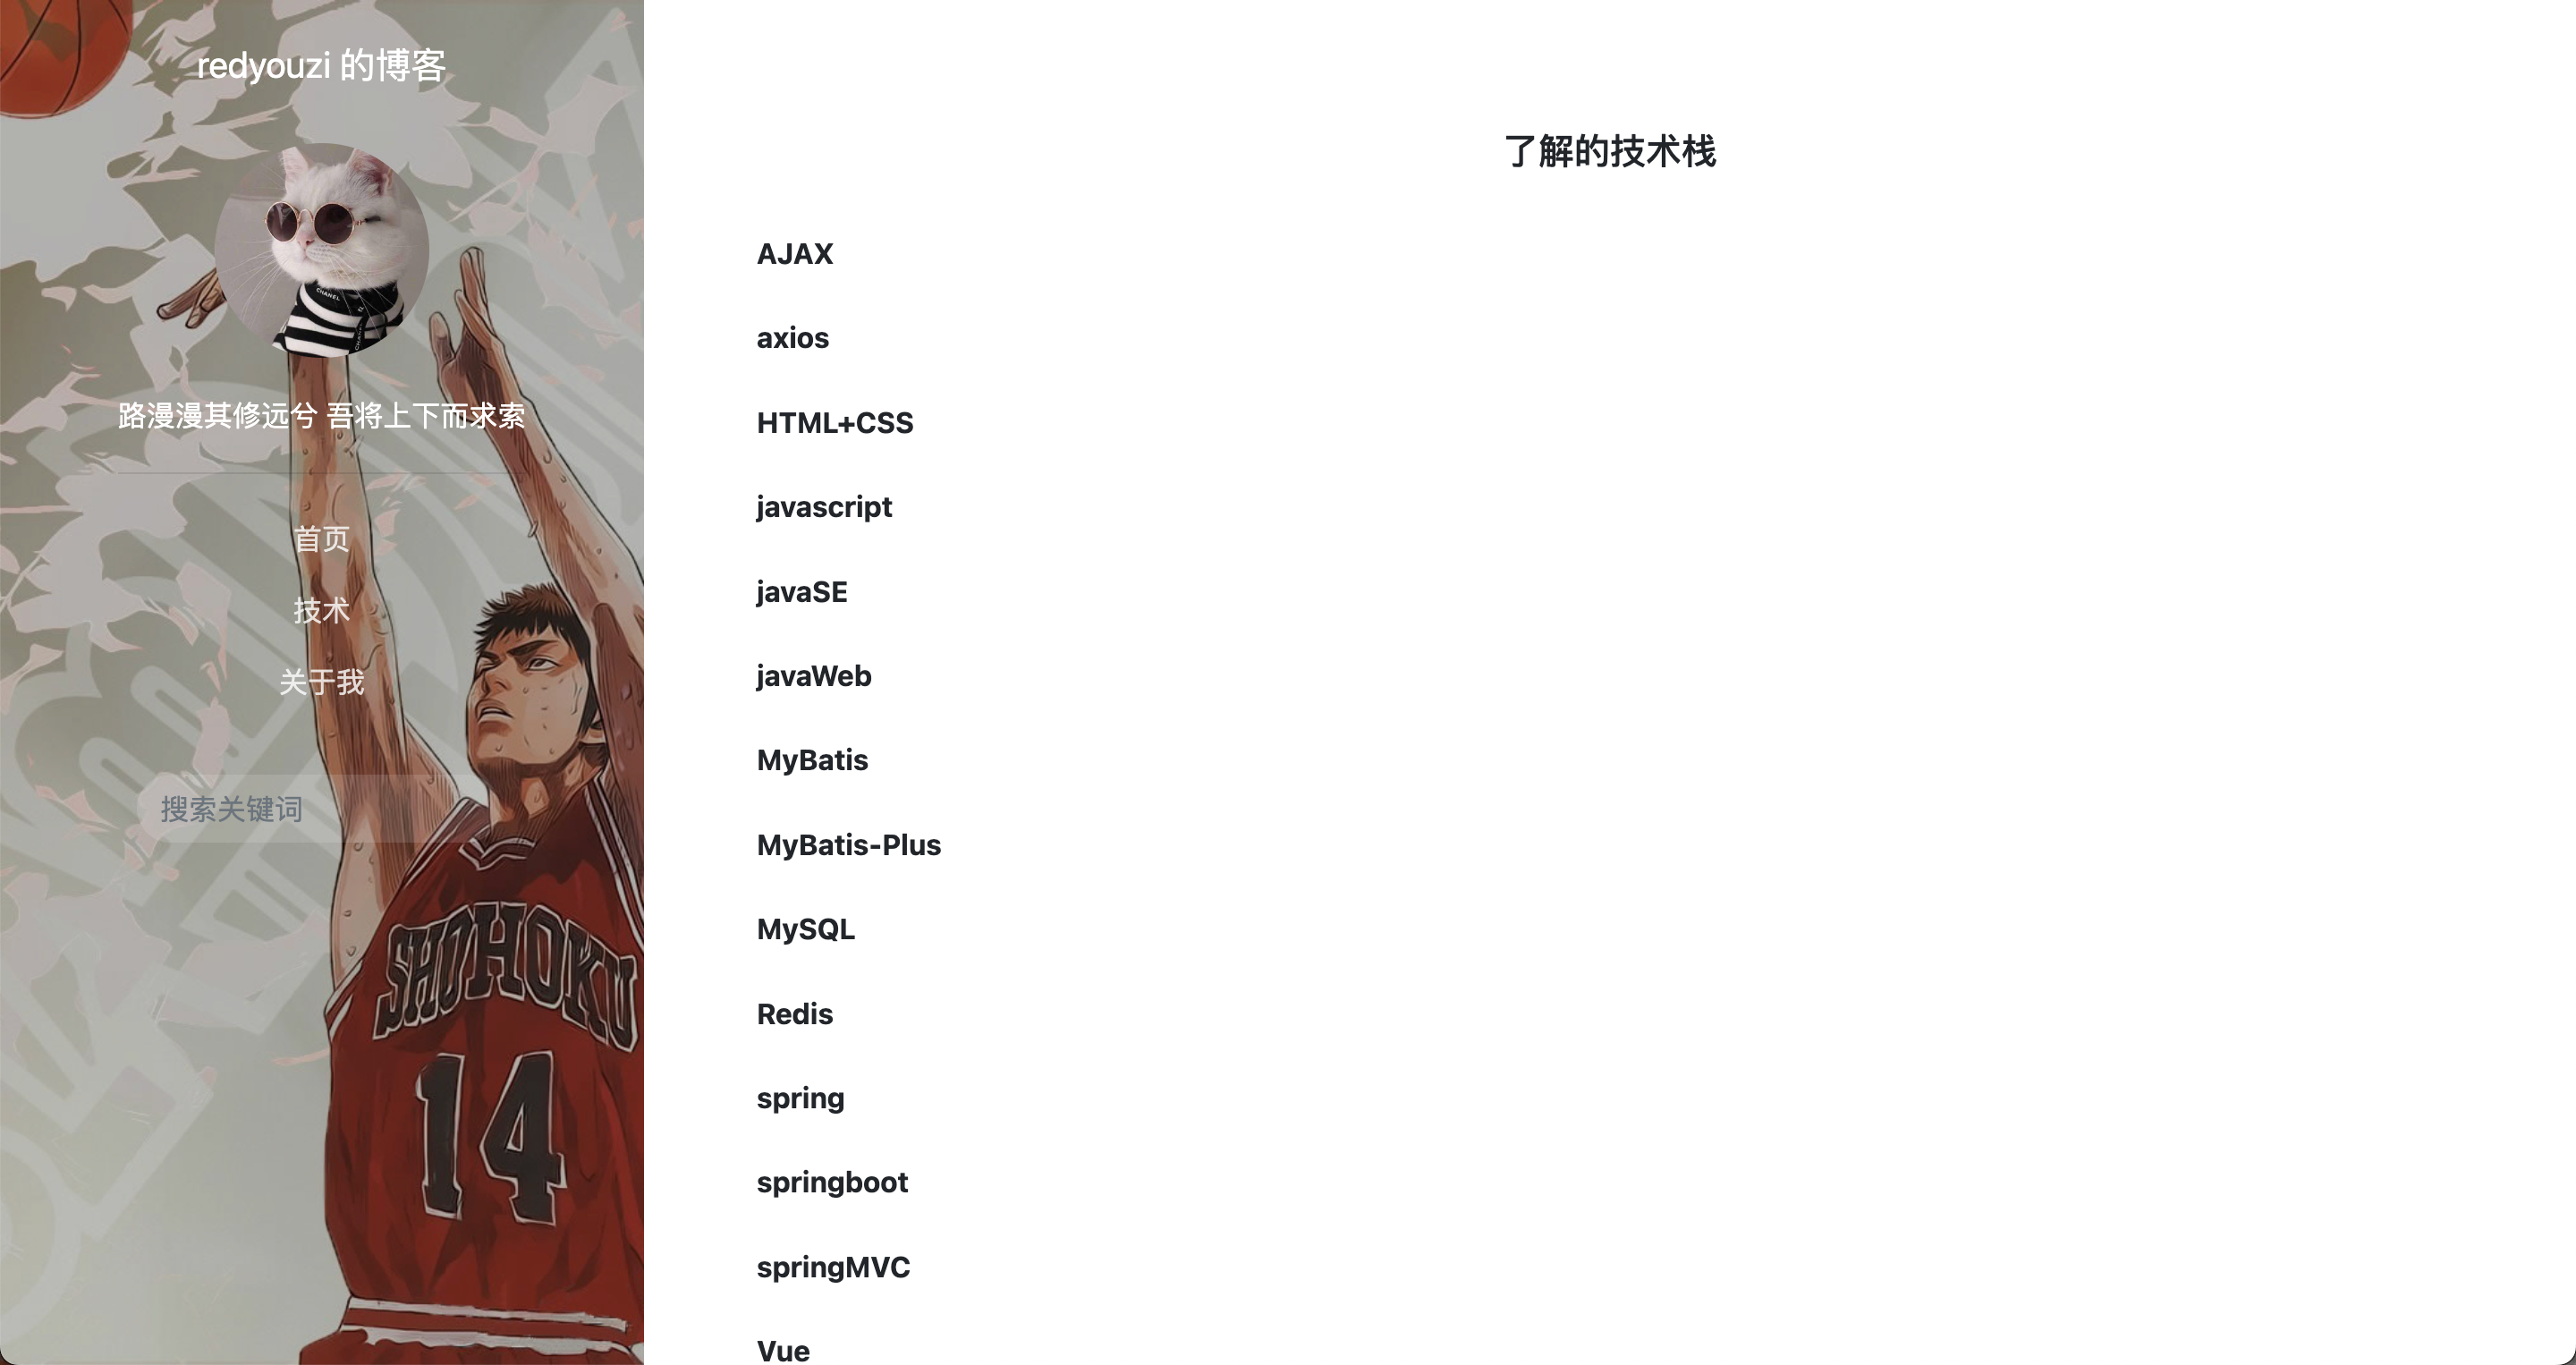 redyouzi 的博客
CHANEL
路漫漫其修远兮 吾将上下而求索
首页
技术
关于我
搜索关键词
SHOHOKU
14
了解的技术栈
AJAX
axios
HTML+CSS
javascript
javaSE
javaWeb
MyBatis
MyBatis-Plus
MySQL
Redis
spring
springboot
springMVC
Vue